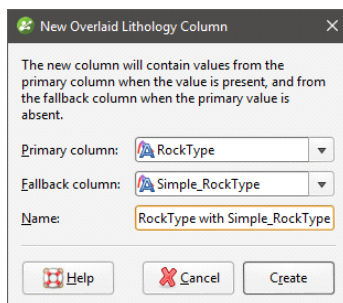 New Overlaid Lithology Column
The new column will contain values from the
primary column when the value is present, and from
the fallback column when the primary value is
absent.
Primary column: RockType
Fallback column: Simple_RockType
Name: RockType with Simple_RockType
Help Cancel Create